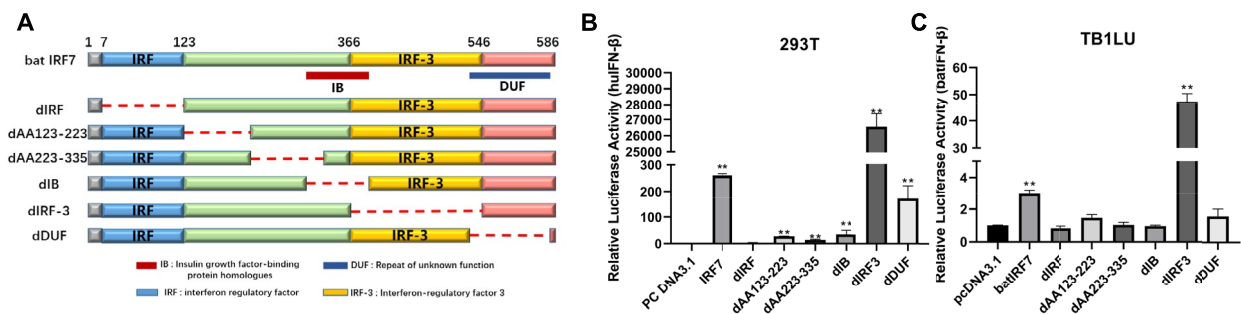 A
1 7 123 366 546 586
bat IRF7 IRF IRF-3
IB DUF
dIRF IRF-3
dAA123-223 IRF IRF-3
dAA223-335 IRF IRF-3
dIB IRF IRF-3
dIRF-3 IRF
dDUF IRF IRF-3
IB : Insulin growth factor-binding
protein homologues
DUF : Repeat of unknown function
IRF : interferon regulatory factor
IRF-3 : Interferon-regulatory factor 3
B
293T
Relative Luciferase Activity (huIFN-β)
30000
29000
28000
27000
26000
25000
300
200
100
0
**
**
**
**
**
**
PC DNA3.1
IRF7
dIRF
dAA123-223
dAA223-335
dIB
dIRF3
dDUF
C
TB1LU
Relative Luciferase Activity (batIFN-β)
60
50
40
30
4
2
0
**
**
pcDNA3.1
batIRF7
dIRF
dAA123-223
dAA223-335
dIB
dIRF3
dDUF